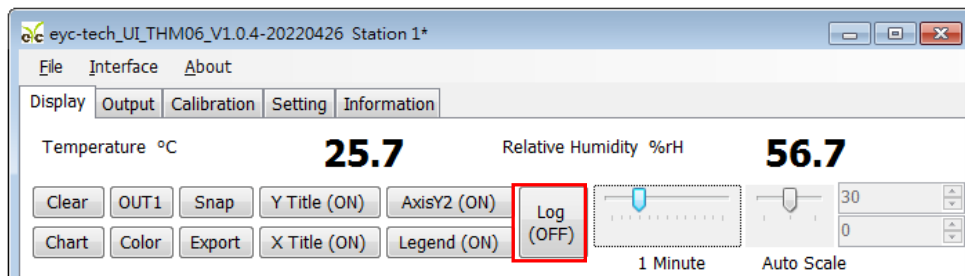 eyc-tech_UI_THM06_V1.0.4-20220426 Station 1*
File Interface About
Display Output Calibration Setting Information
Temperature ºC 25.7 Relative Humidity %rH 56.7
Clear OUT1 Snap Y Title (ON) AxisY2 (ON) Log (OFF) 30
Chart Color Export X Title (ON) Legend (ON) 0
1 Minute Auto Scale